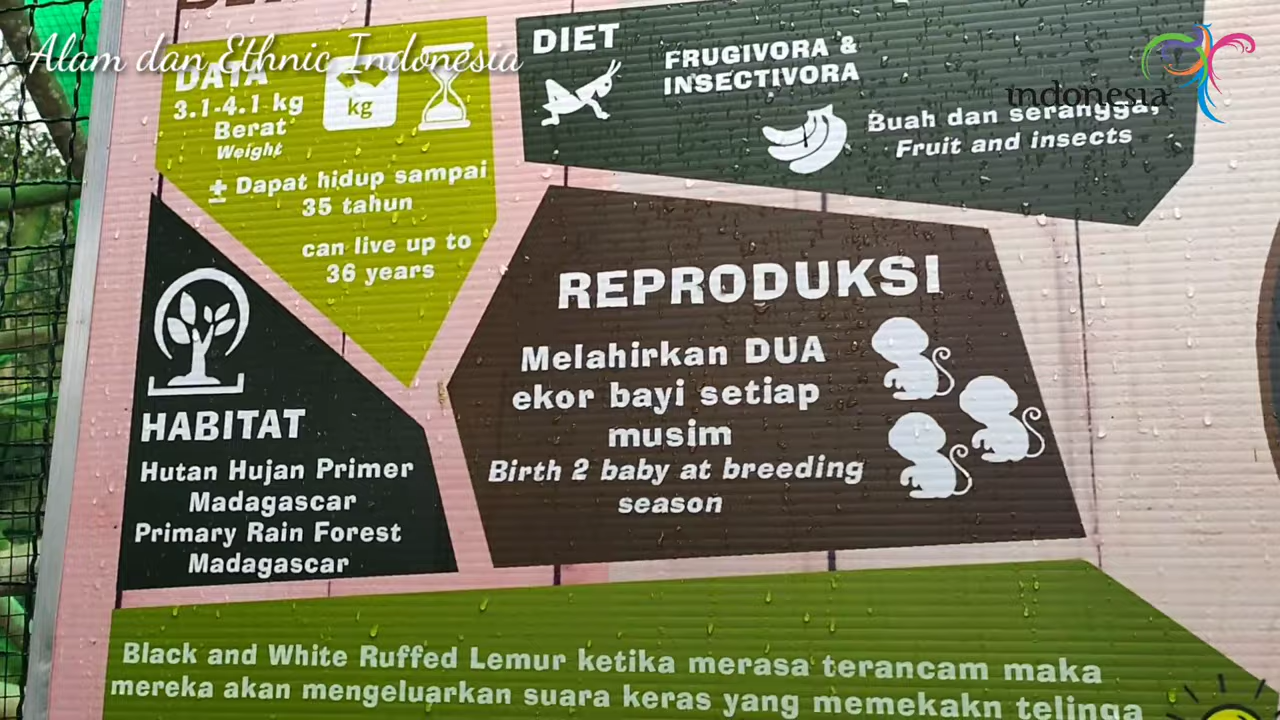 Alam dan Ethnic Indonesia
indonesia
DATA
3.1-4.1 kg
Berat
Weight
kg
± Dapat hidup sampai
35 tahun
can live up to
36 years
DIET
FRUGIVORA &
INSECTIVORA
Buah dan serangga,
Fruit and insects
HABITAT
Hutan Hujan Primer
Madagascar
Primary Rain Forest
Madagascar
REPRODUKSI
Melahirkan DUA
ekor bayi setiap
musim
Birth 2 baby at breeding
season
Black and White Ruffed Lemur ketika merasa terancam maka
mereka akan mengeluarkan suara keras yang memekakn telinga